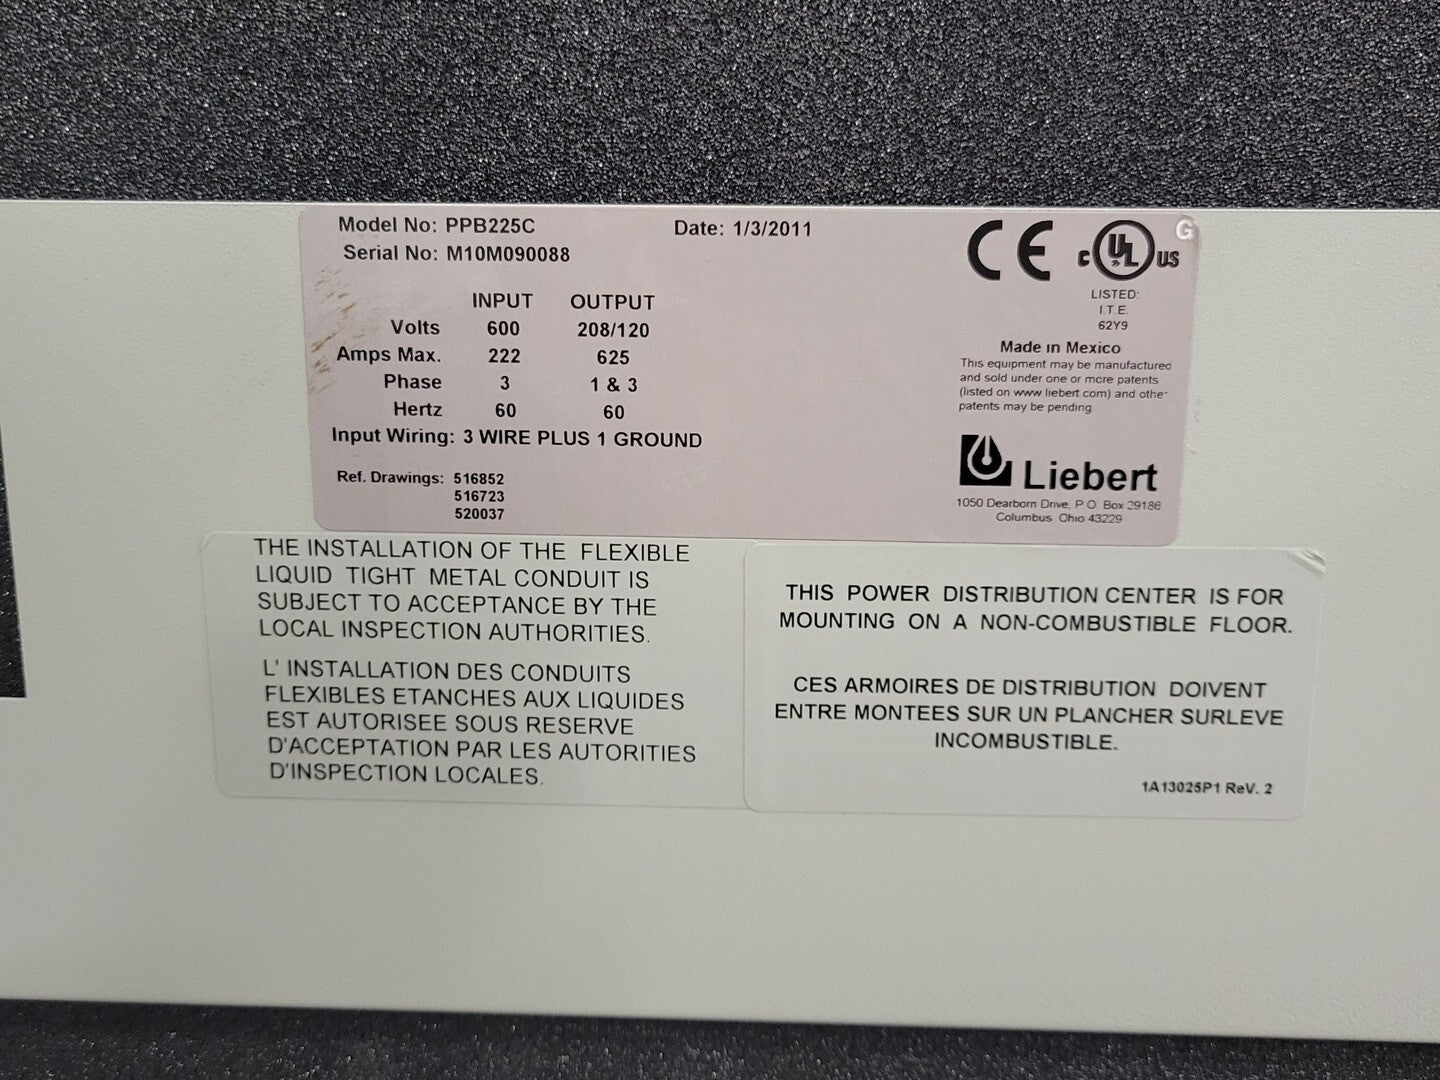 Model No: PPB225C Date: 1/3/2011
Serial No: M10M090088
INPUT OUTPUT
Volts 600 208/120
Amps Max. 222 625
Phase 3 1 & 3
Hertz 60 60
Input Wiring: 3 WIRE PLUS 1 GROUND
Ref. Drawings: 516852
516723
520037
CE c UL US G
LISTED:
I.T.E.
62Y9
Made in Mexico
This equipment may be manufactured
and sold under one or more patents
(listed on www liebert com) and othe
patents may be pending
Liebert
1050 Dearborn Drive, P.O. Box 29186
Columbus, Ohio 43229
THE INSTALLATION OF THE FLEXIBLE
LIQUID TIGHT METAL CONDUIT IS
SUBJECT TO ACCEPTANCE BY THE
LOCAL INSPECTION AUTHORITIES.
L' INSTALLATION DES CONDUITS
FLEXIBLES ETANCHES AUX LIQUIDES
EST AUTORISEE SOUS RESERVE
D'ACCEPTATION PAR LES AUTORITIES
D'INSPECTION LOCALES.
THIS POWER DISTRIBUTION CENTER IS FOR
MOUNTING ON A NON-COMBUSTIBLE FLOOR.
CES ARMOIRES DE DISTRIBUTION DOIVENT
ENTRE MONTEES SUR UN PLANCHER SURLEVE
INCOMBUSTIBLE.
1A13025P1 ReV. 2